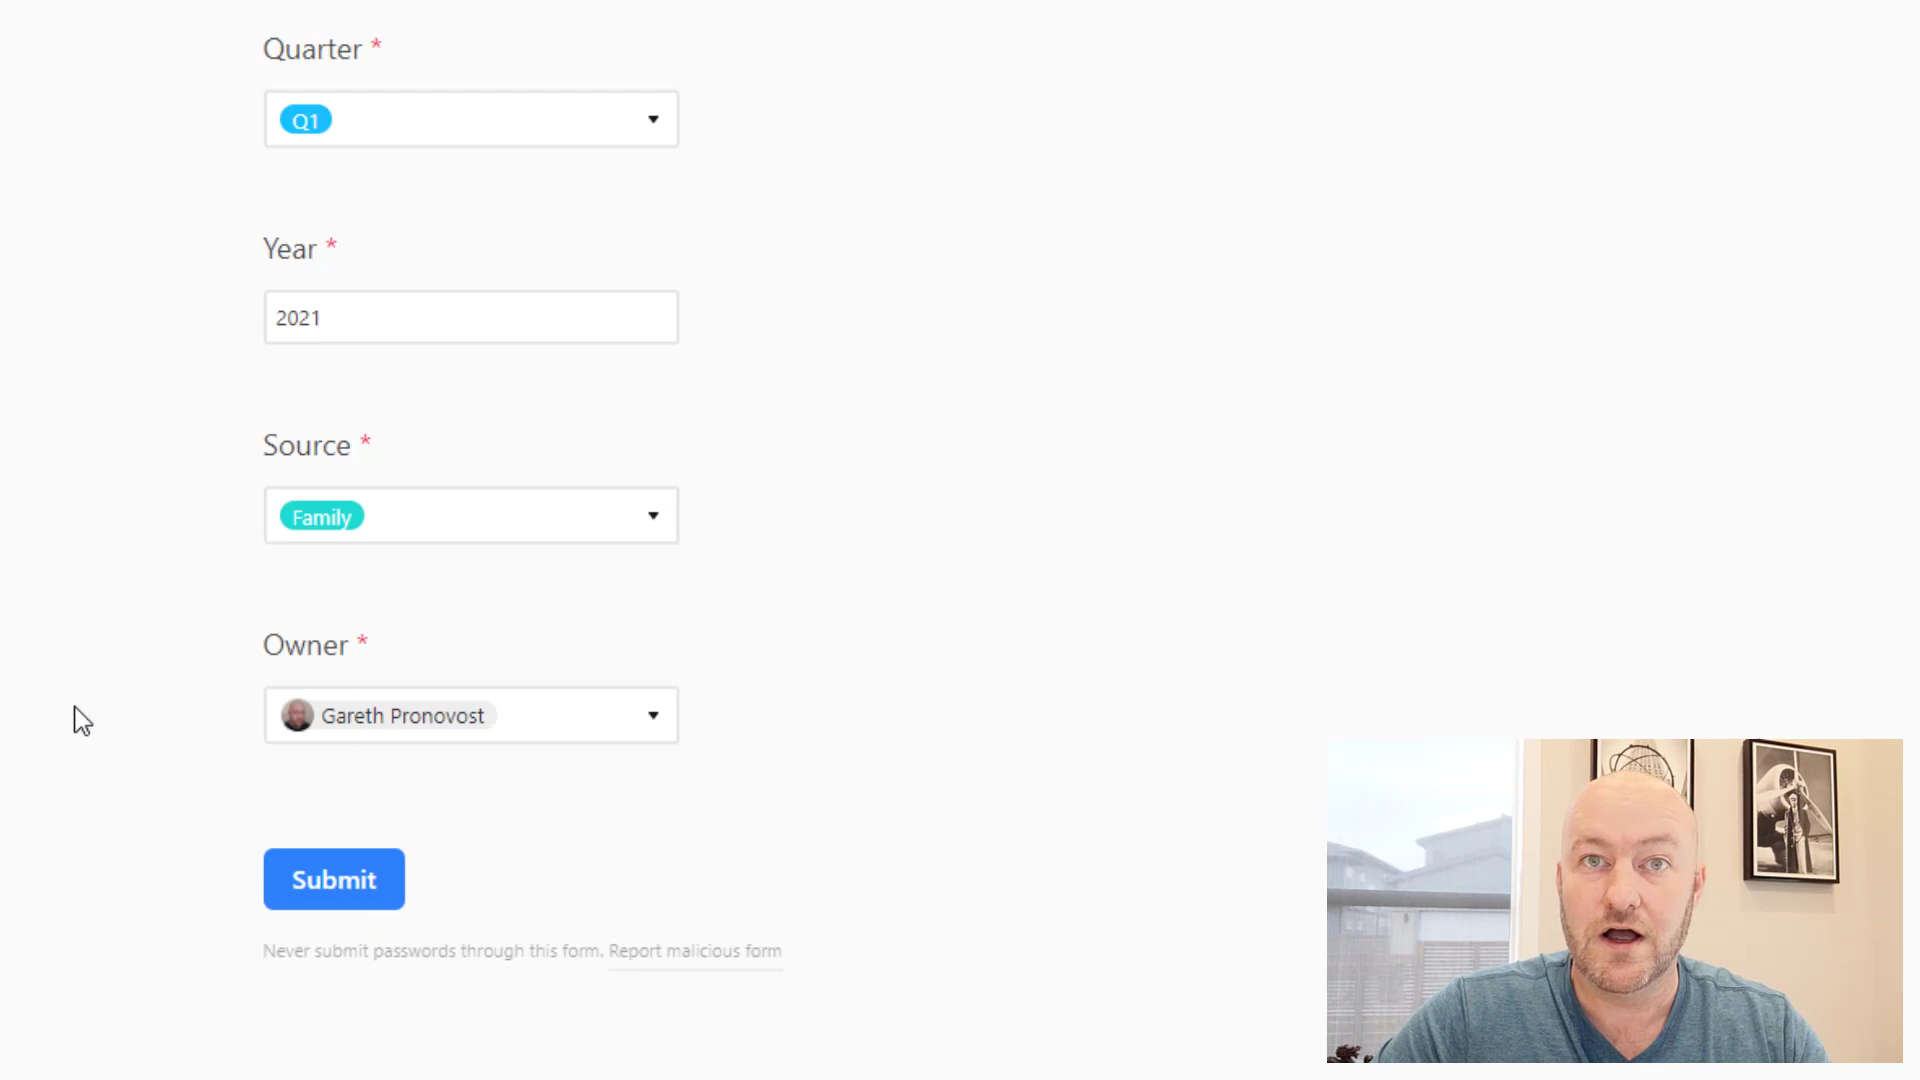 Quarter *
Q1
Year *
2021
Source *
Family
Owner *
Gareth Pronovost
Submit
Never submit passwords through this form. Report malicious form